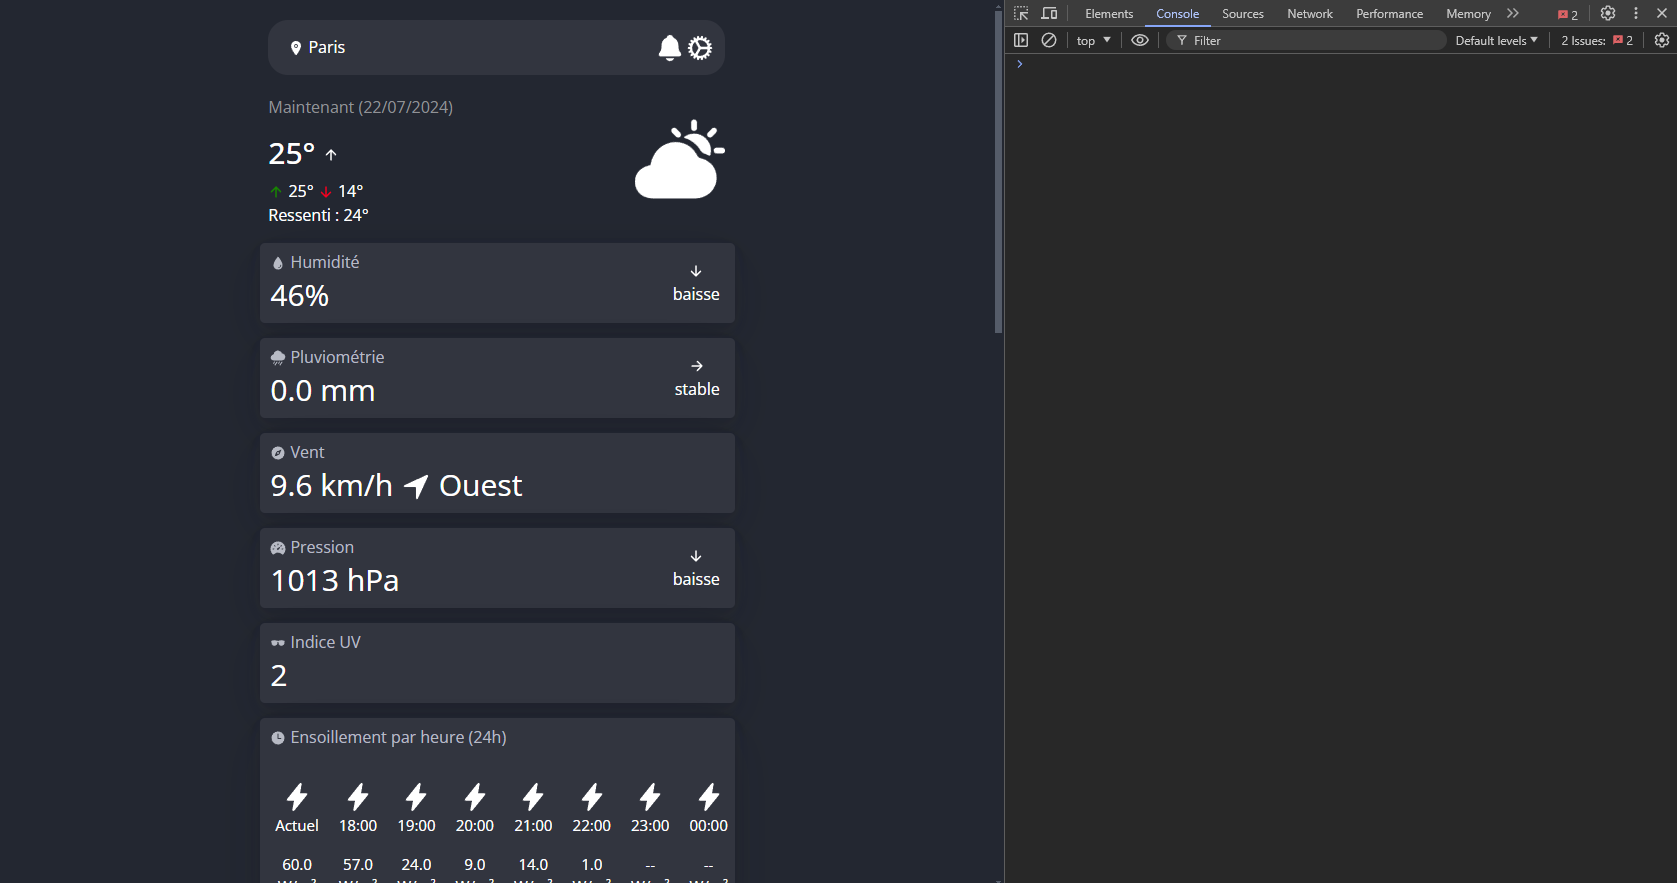 Paris
Maintenant (22/07/2024)
25°
25° 14°
Ressenti : 24°
Humidité
46%
baisse
Pluviométrie
0.0 mm
stable
Vent
9.6 km/h Ouest
Pression
1013 hPa
baisse
Indice UV
2
Ensoillement par heure (24h)
Actuel 18:00 19:00 20:00 21:00 22:00 23:00 00:00
60.0 57.0 24.0 9.0 14.0 1.0 -- --
Elements Console Sources Network Performance Memory 2
top Filter Default levels 2 Issues: 2